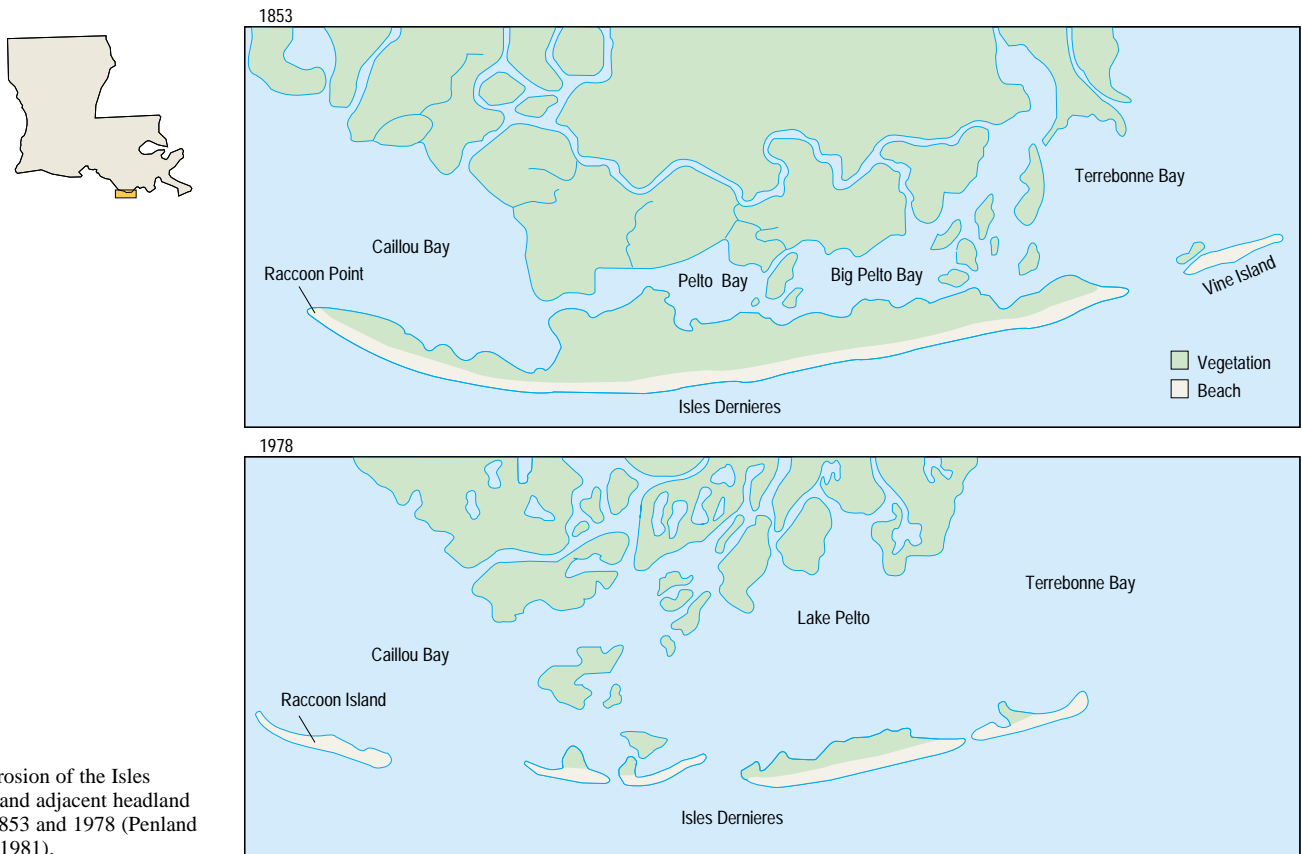 1853
Terrebonne Bay
Caillou Bay
Raccoon Point
Pelto Bay
Big Pelto Bay
Vine Island
Vegetation
Beach
Isles Dernieres
1978
Terrebonne Bay
Lake Pelto
Caillou Bay
Raccoon Island
Isles Dernieres
rosion of the Isles
and adjacent headland
853 and 1978 (Penland
1981).